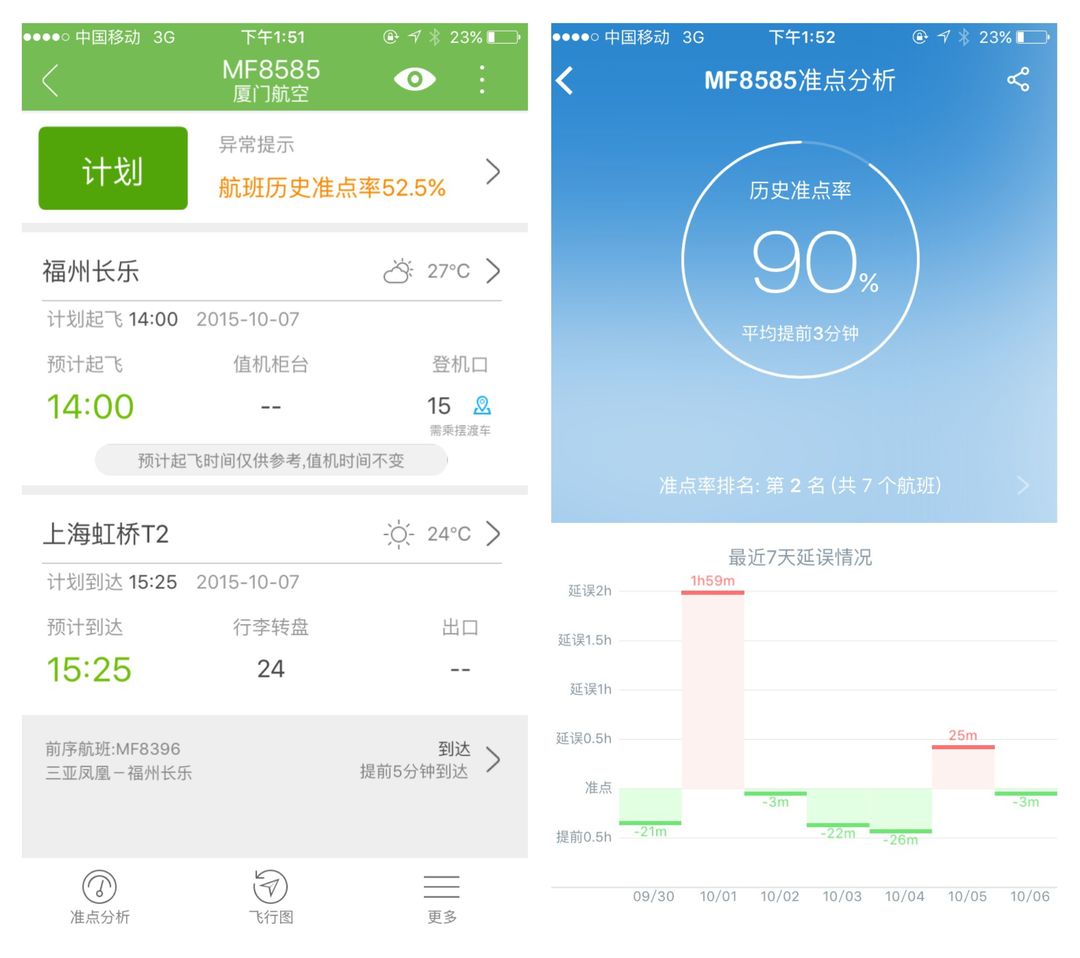 中国移动 3G 下午1:51 23%
MF8585
厦门航空
计划
异常提示
航班历史准点率52.5%
福州长乐 27°C
计划起飞 14:00 2015-10-07
预计起飞 值机柜台 登机口
14:00 -- 15
需乘摆渡车
预计起飞时间仅供参考,值机时间不变
上海虹桥T2 24°C
计划到达 15:25 2015-10-07
预计到达 行李转盘 出口
15:25 24 --
前序航班:MF8396 到达
三亚凤凰－福州长乐 提前5分钟到达
准点分析 飞行图 更多
中国移动 3G 下午1:52 23%
MF8585准点分析
历史准点率
90%
平均提前3分钟
准点率排名: 第 2 名 (共 7 个航班)
最近7天延误情况
1h59m
延误2h
延误1.5h
延误1h
延误0.5h 25m
准点
-3m -3m
-21m -22m -26m
提前0.5h
09/30 10/01 10/02 10/03 10/04 10/05 10/06